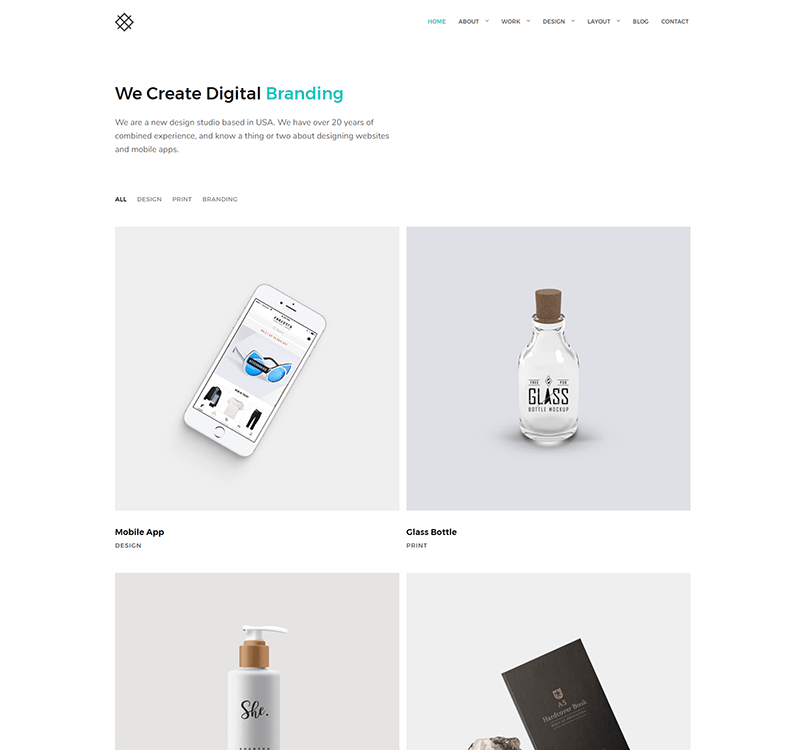 HOME ABOUT WORK DESIGN LAYOUT BLOG CONTACT
We Create Digital Branding
We are a new design studio based in USA. We have over 20 years of
combined experience, and know a thing or two about designing websites
and mobile apps.
ALL DESIGN PRINT BRANDING
FREE PSD
GLASS
BOTTLE MOCKUP
Mobile App
DESIGN
Glass Bottle
PRINT
She.
A5
Hardcover Book